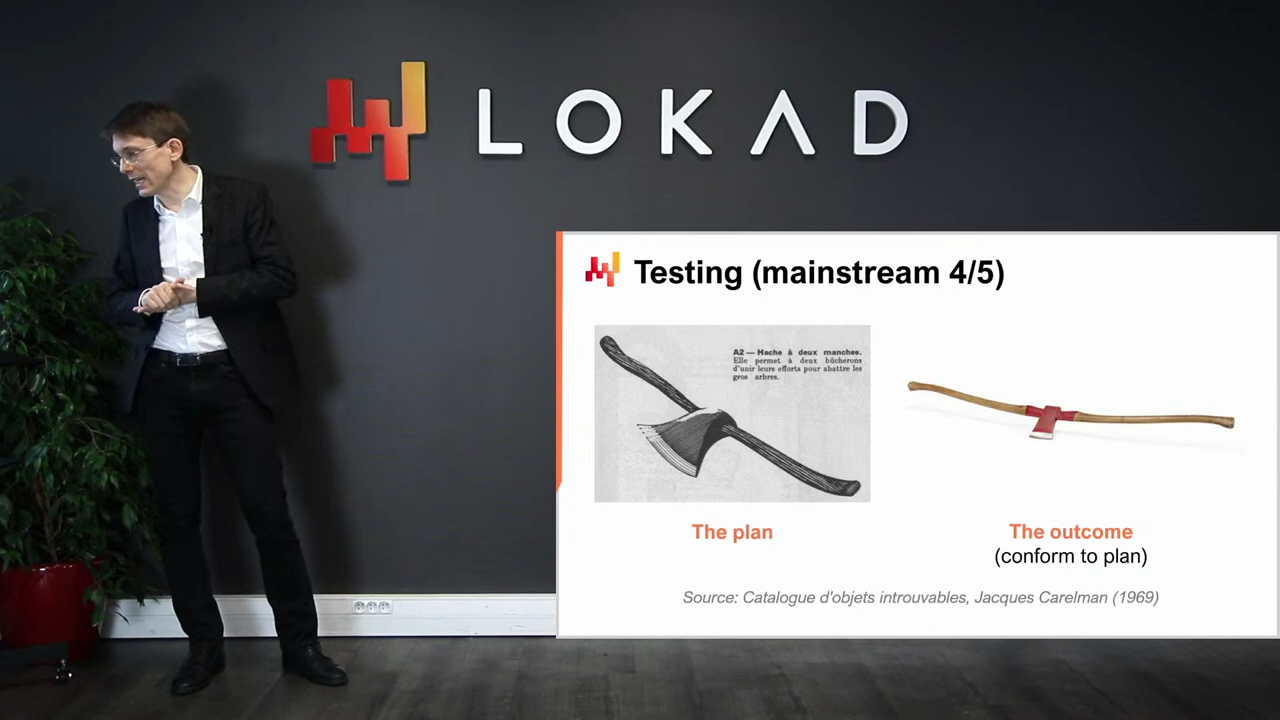 LOKAD
Testing (mainstream 4/5)
A2 — Hache à deux manches.
Elle permet à deux bûcherons
d'unir leurs efforts pour abattre les
gros arbres.
The plan
The outcome
(conform to plan)
Source: Catalogue d'objets introuvables, Jacques Carelman (1969)